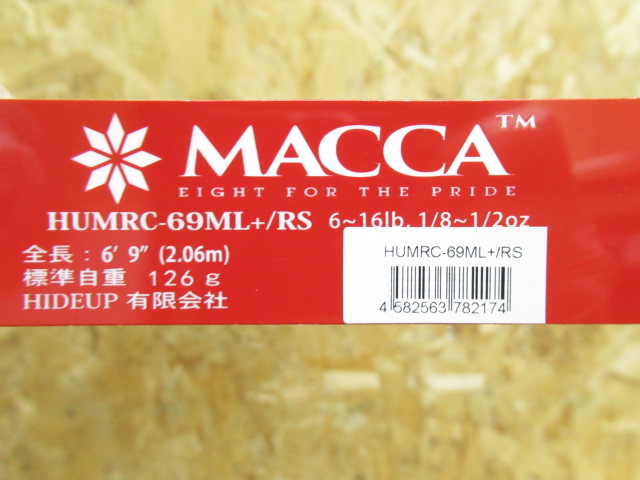 MACCA™
EIGHT FOR THE PRIDE
HUMRC-69ML+/RS 6~16lb, 1/8~1/2oz
全長：6' 9" (2.06m)
標準自重 126g
HIDEUP 有限会社
HUMRC-69ML+/RS
4 582563 782174